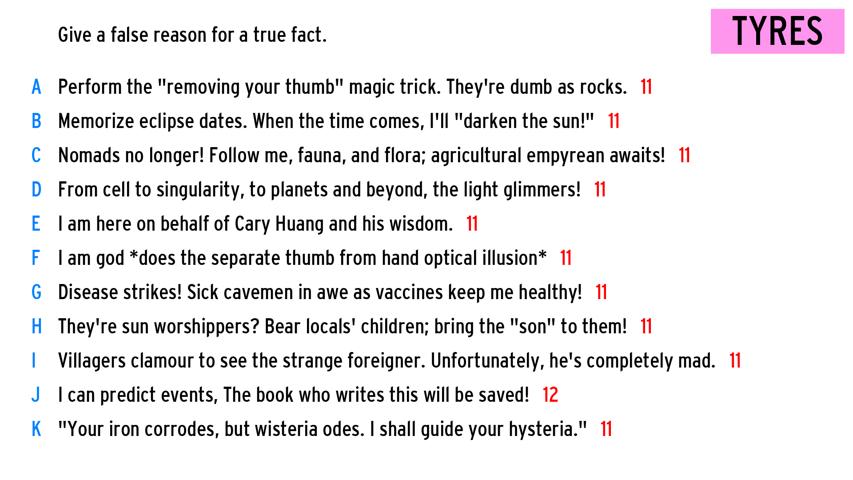 Give a false reason for a true fact.
TYRES
A Perform the "removing your thumb" magic trick. They're dumb as rocks. 11
B Memorize eclipse dates. When the time comes, I'll "darken the sun!" 11
C Nomads no longer! Follow me, fauna, and flora; agricultural empyrean awaits! 11
D From cell to singularity, to planets and beyond, the light glimmers! 11
E I am here on behalf of Cary Huang and his wisdom. 11
F I am god *does the separate thumb from hand optical illusion* 11
G Disease strikes! Sick cavemen in awe as vaccines keep me healthy! 11
H They're sun worshippers? Bear locals' children; bring the "son" to them! 11
I Villagers clamour to see the strange foreigner. Unfortunately, he's completely mad. 11
J I can predict events, The book who writes this will be saved! 12
K "Your iron corrodes, but wisteria odes. I shall guide your hysteria." 11